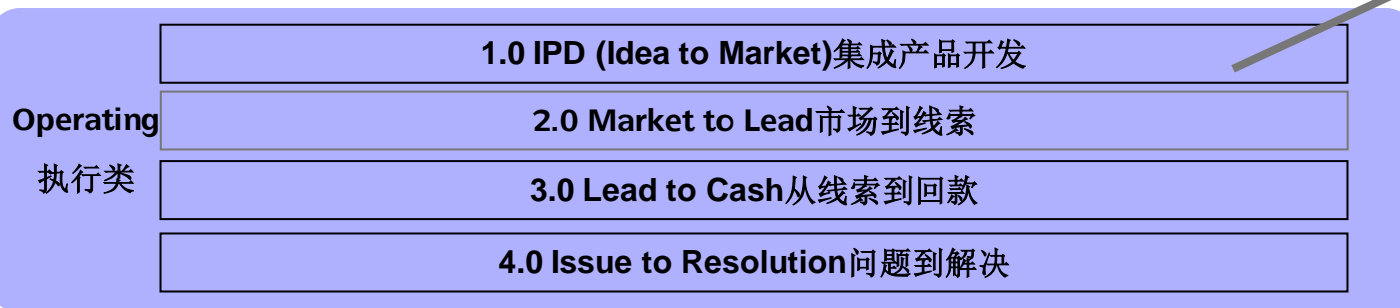 1.0 IPD (Idea to Market)集成产品开发
Operating
2.0 Market to Lead市场到线索
执行类
3.0 Lead to Cash从线索到回款
4.0 Issue to Resolution问题到解决